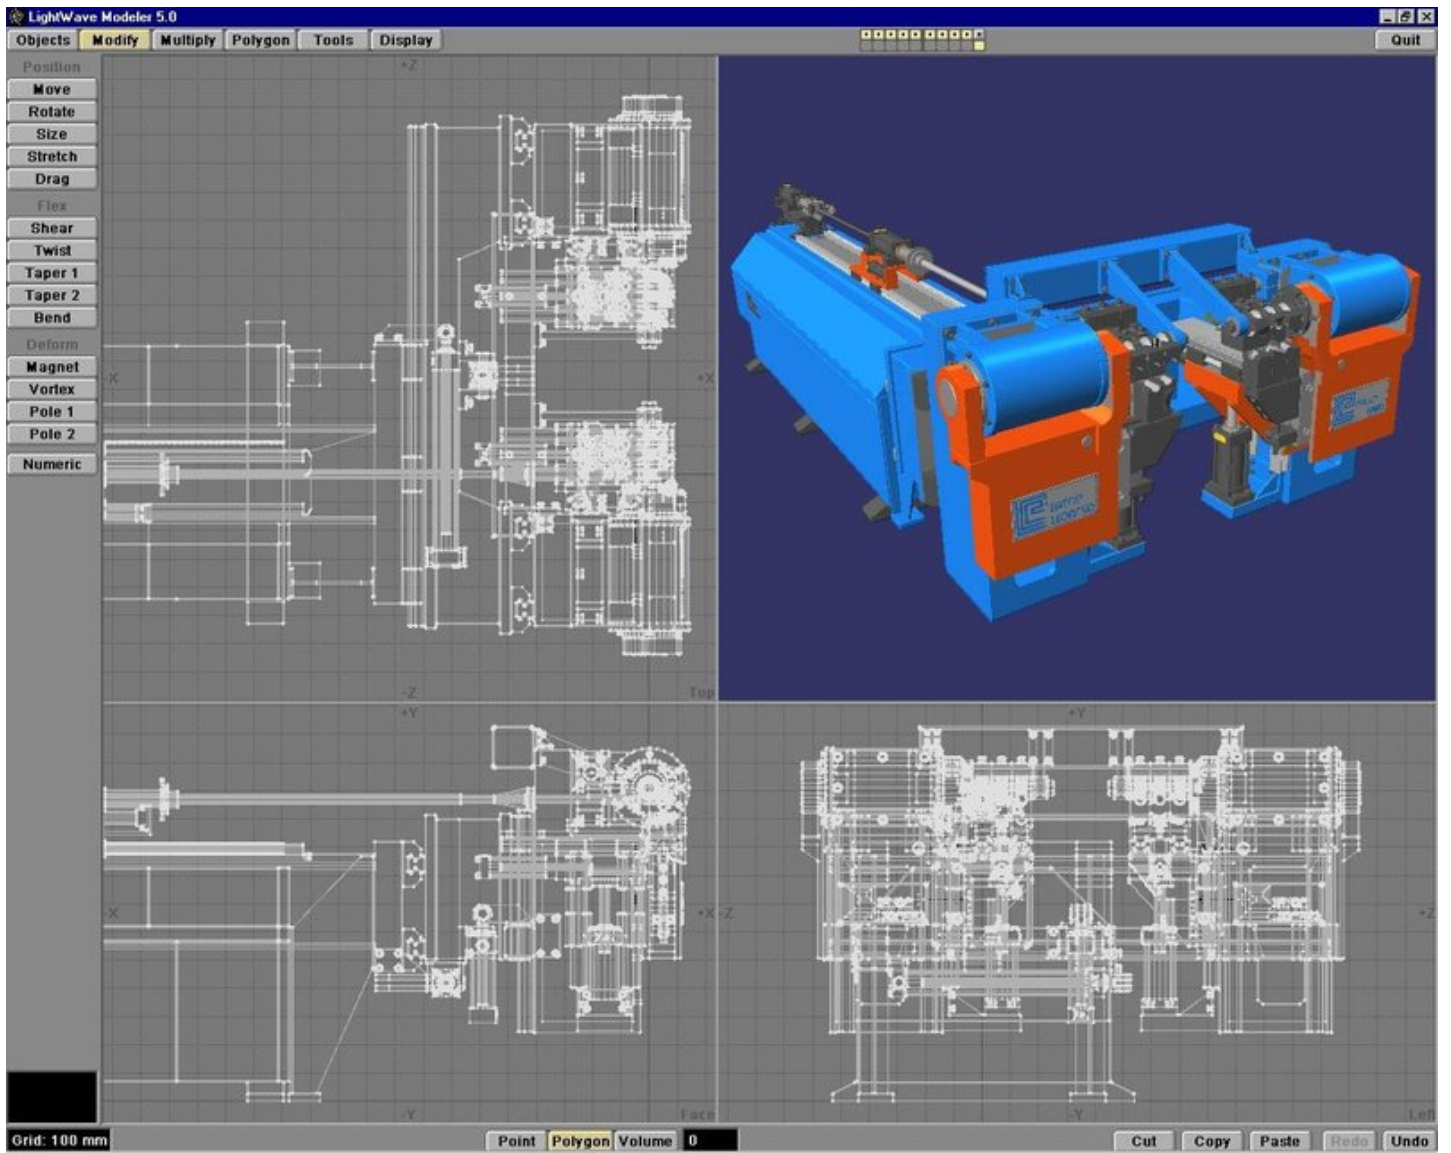 LightWave Modeler 5.0
Objects Modify Multiply Polygon Tools Display Quit
Position
Move
Rotate
Size
Stretch
Drag
Flex
Shear
Twist
Taper 1
Taper 2
Bend
Deform
Magnet
Vortex
Pole 1
Pole 2
Numeric
+Z
-X
+X
-Z
Top
+Y
-X
+X
-Y
Face
+Y
-Z
+Z
-Y
Left
Grid: 100 mm
Point Polygon Volume 0
Cut Copy Paste Redo Undo